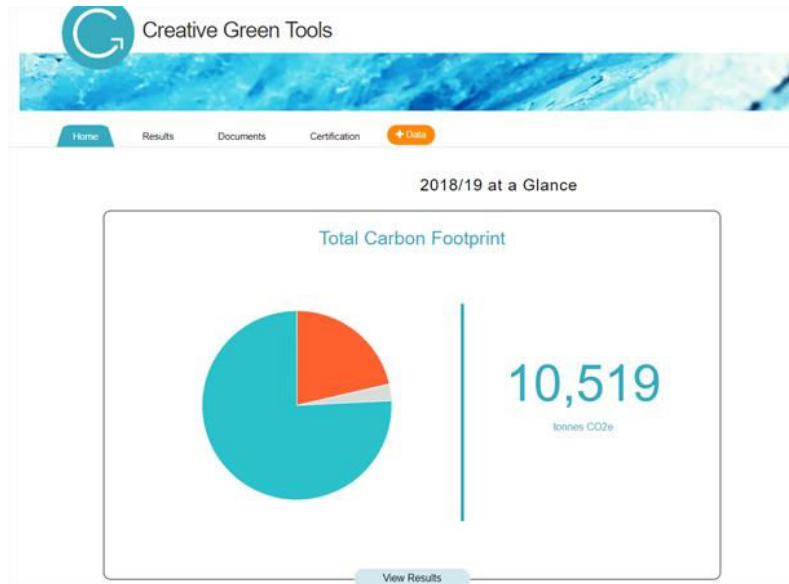 Creative Green Tools
Home Results Documents Certification + Data
2018/19 at a Glance
Total Carbon Footprint
10,519
tonnes CO2e
View Results